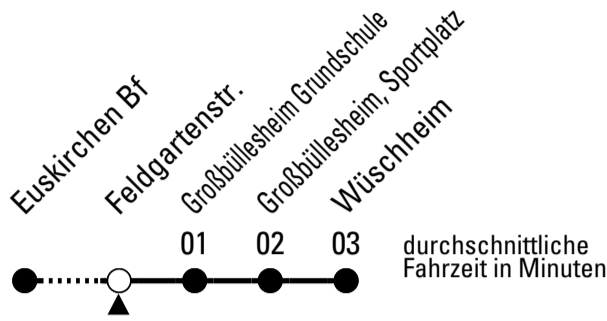 Euskirchen Bf
Feldgartenstr.
Großbüllesheim Grundschule
Großbüllesheim, Sportplatz
Wüschheim
01 02 03
durchschnittliche
Fahrzeit in Minuten